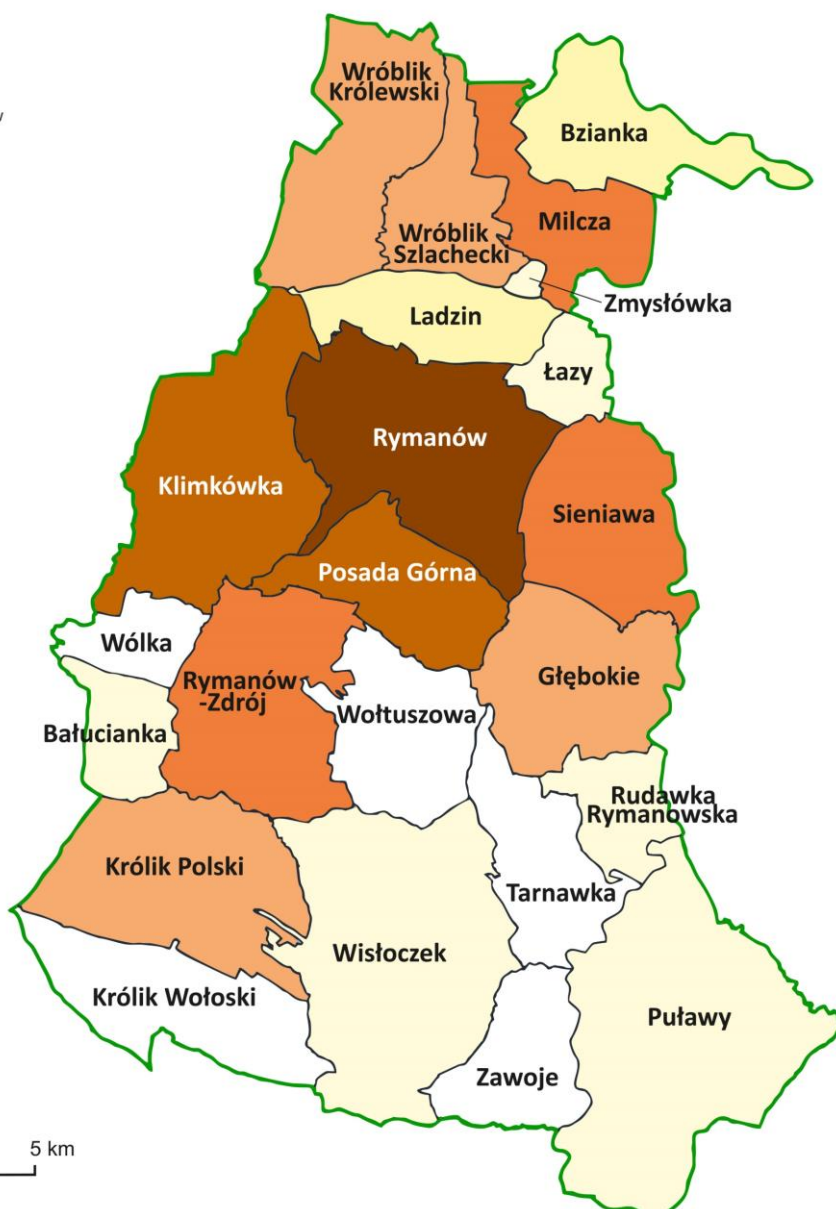 Wróblik
Królewski
Bzianka
Wróblik
Szlachecki
Milcza
Zmysłówka
Ladzin
Łazy
Rymanów
Klimkówka
Sieniawa
Posada Górna
Wólka
Rymanów
-Zdrój
Głębokie
Wołtuszowa
Bałucianka
Rudawka
Rymanowska
Królik Polski
Tarnawka
Wisłoczek
Królik Wołoski
Puławy
Zawoje
5 km